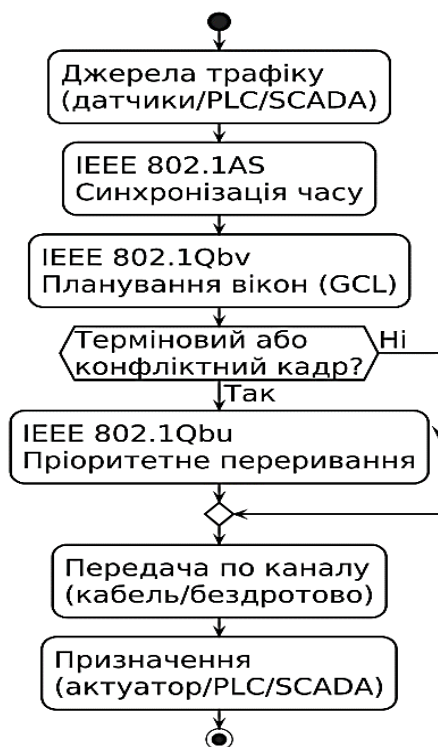 Джерела трафіку
(датчики/PLC/SCADA)
IEEE 802.1AS
Синхронізація часу
IEEE 802.1Qbv
Планування вікон (GCL)
Терміновий або
конфліктний кадр?
Ні
Так
IEEE 802.1Qbu
Пріоритетне переривання
Передача по каналу
(кабель/бездротово)
Призначення
(актуатор/PLC/SCADA)